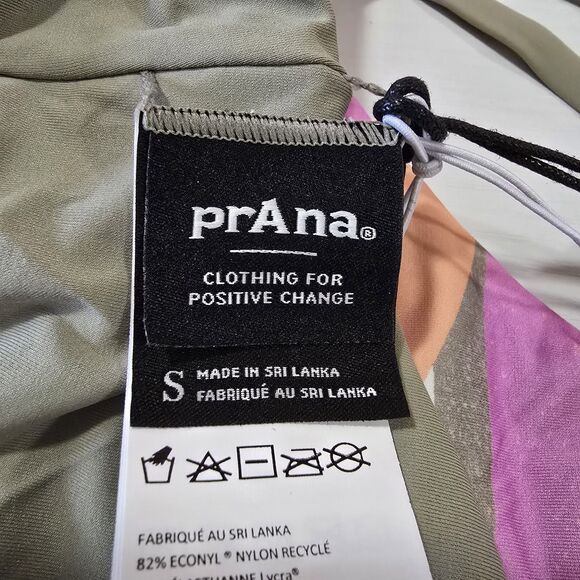 prAna®
CLOTHING FOR
POSITIVE CHANGE
S MADE IN SRI LANKA
FABRIQUÉ AU SRI LANKA
FABRIQUÉ AU SRI LANKA
82% ECONYL® NYLON RECYCLÉ
Lycra®